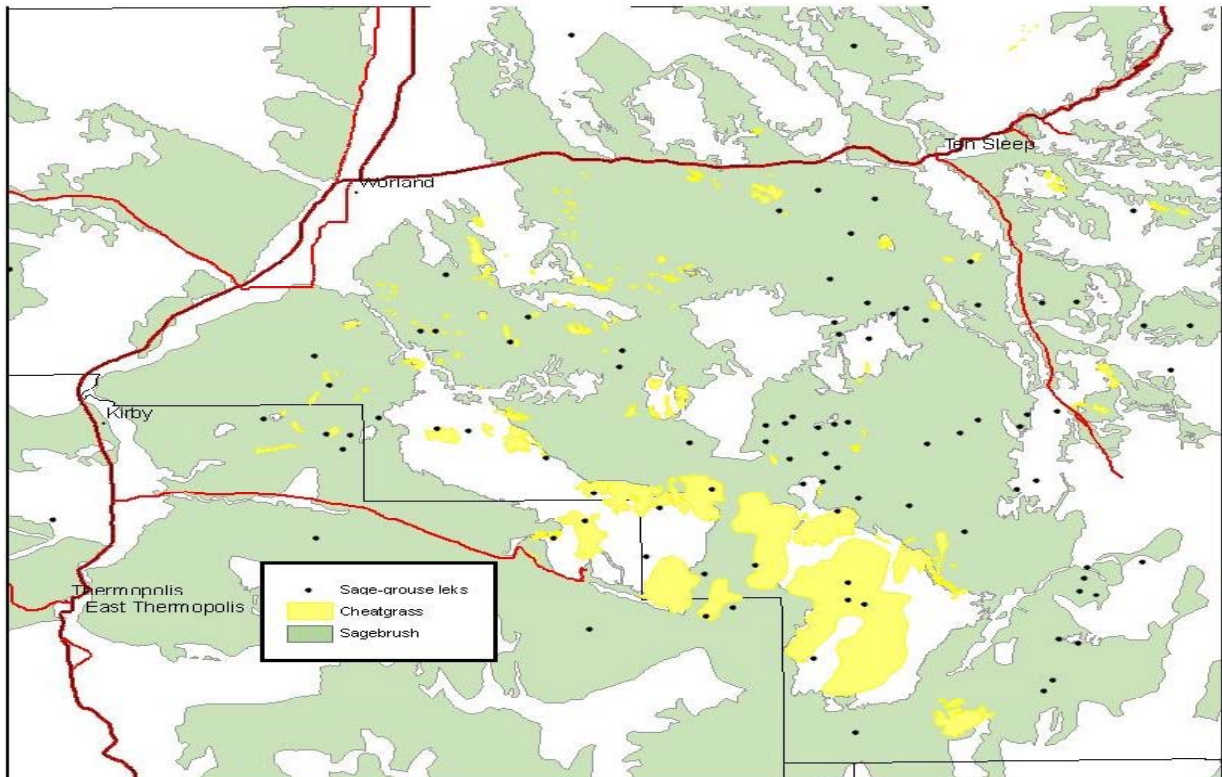 Ten Sleep
Worland
Kirby
Thermopolis
East Thermopolis
Sage-grouse leks
Cheatgrass
Sagebrush